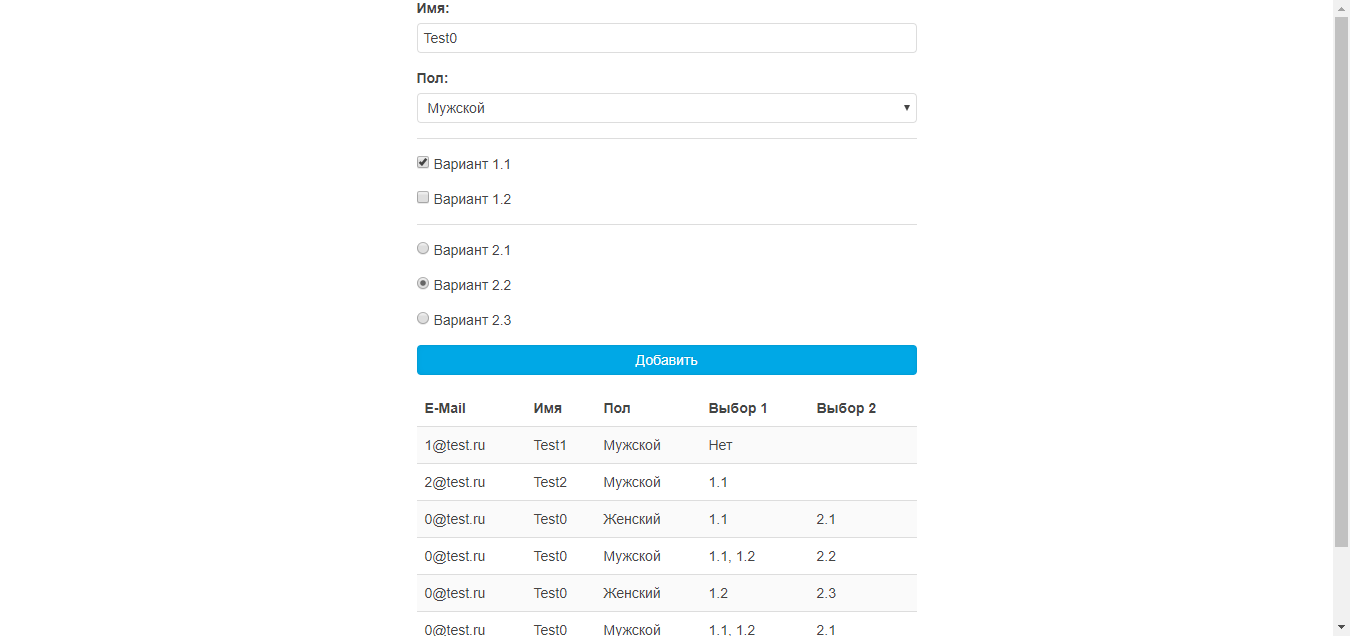 Имя:
Test0
Пол:
Мужской
Вариант 1.1
Вариант 1.2
Вариант 2.1
Вариант 2.2
Вариант 2.3
Добавить
E-Mail Имя Пол Выбор 1 Выбор 2
1@test.ru Test1 Мужской Нет
2@test.ru Test2 Мужской 1.1
0@test.ru Test0 Женский 1.1 2.1
0@test.ru Test0 Мужской 1.1, 1.2 2.2
0@test.ru Test0 Женский 1.2 2.3
0@test.ru Test0 Мужской 1.1, 1.2 2.1